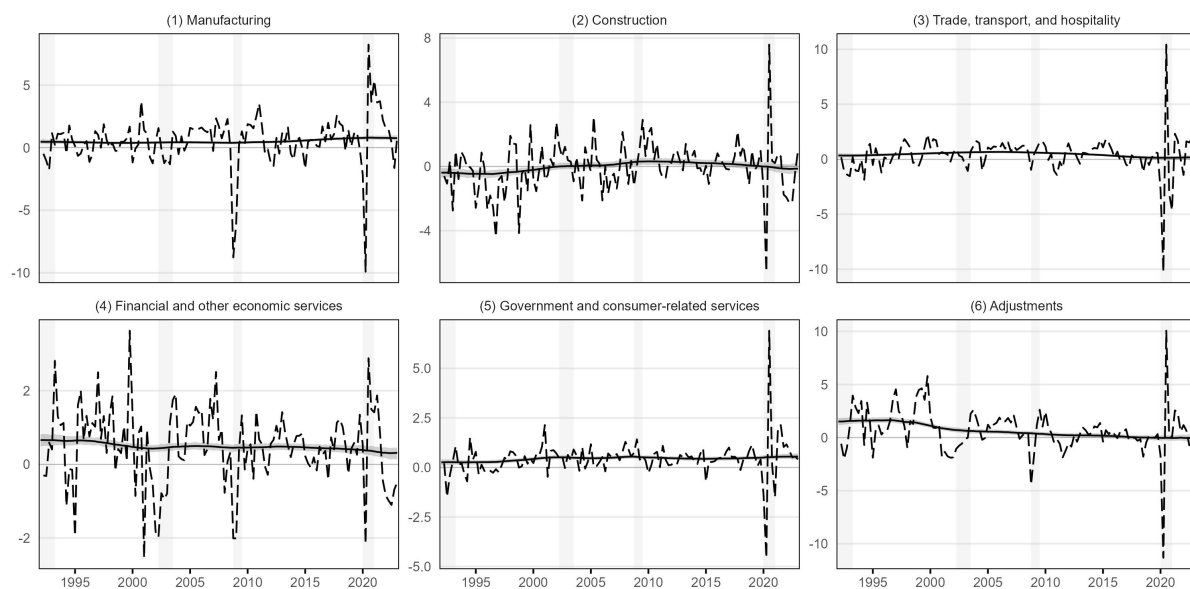 (1) Manufacturing
(2) Construction
(3) Trade, transport, and hospitality
5
0
-5
-10
8
4
0
-4
10
5
0
-5
-10
(4) Financial and other economic services
(5) Government and consumer-related services
(6) Adjustments
2
0
-2
5.0
2.5
0.0
-2.5
-5.0
10
5
0
-5
-10
1995 2000 2005 2010 2015 2020
1995 2000 2005 2010 2015 2020
1995 2000 2005 2010 2015 2020